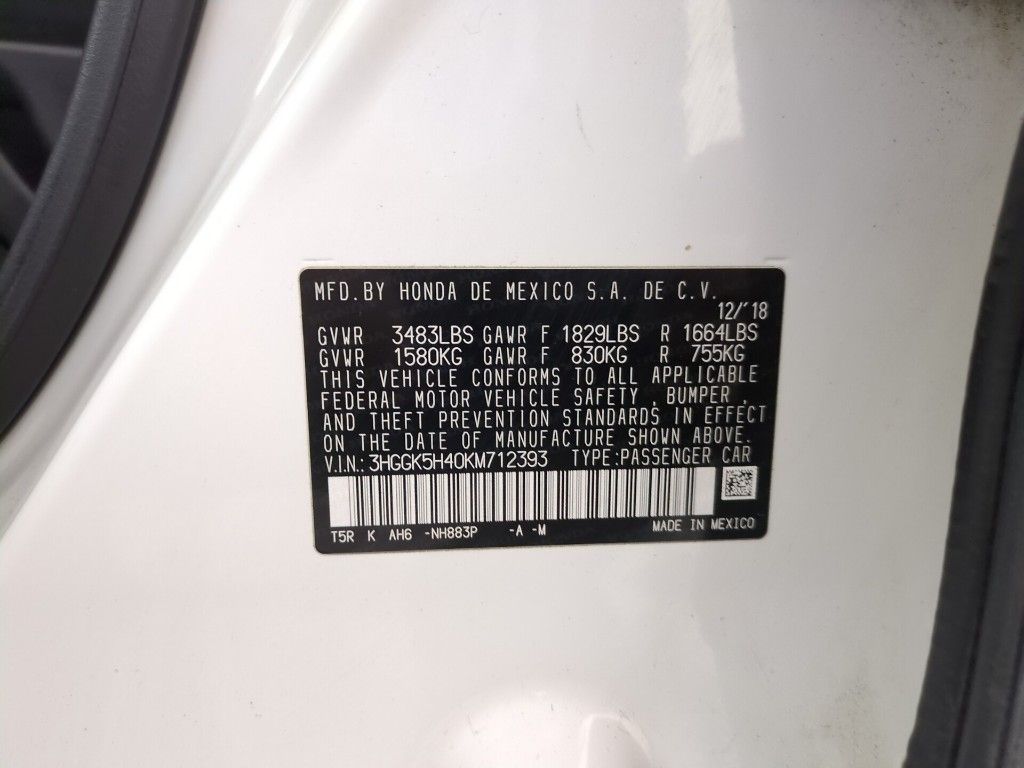 MFD.BY HONDA DE MEXICO S.A. DE C.V.
12/'18
GVWR 3483LBS GAWR F 1829LBS R 1664LBS
GVWR 1580KG GAWR F 830KG R 755KG
THIS VEHICLE CONFORMS TO ALL APPLICABLE
FEDERAL MOTOR VEHICLE SAFETY , BUMPER ,
AND THEFT PREVENTION STANDARDS IN EFFECT
ON THE DATE OF MANUFACTURE SHOWN ABOVE.
V.I.N.: 3HGGK5H40KM712393 TYPE:PASSENGER CAR
T5R K AH6 -NH883P -A -M MADE IN MEXICO